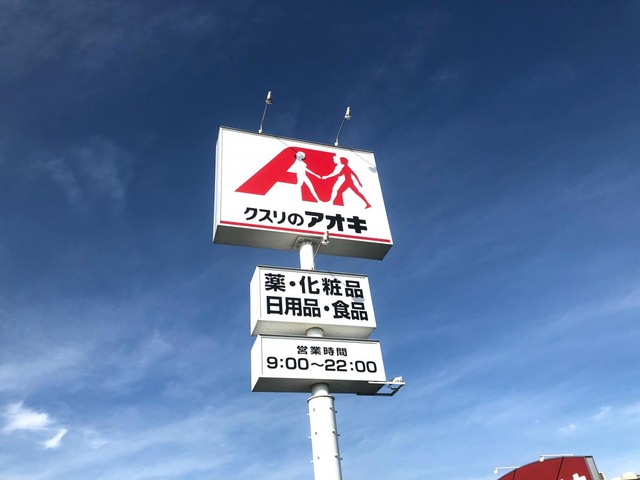 クスリのアオキ
薬・化粧品
日用品・食品
営業時間
9:00〜22:00